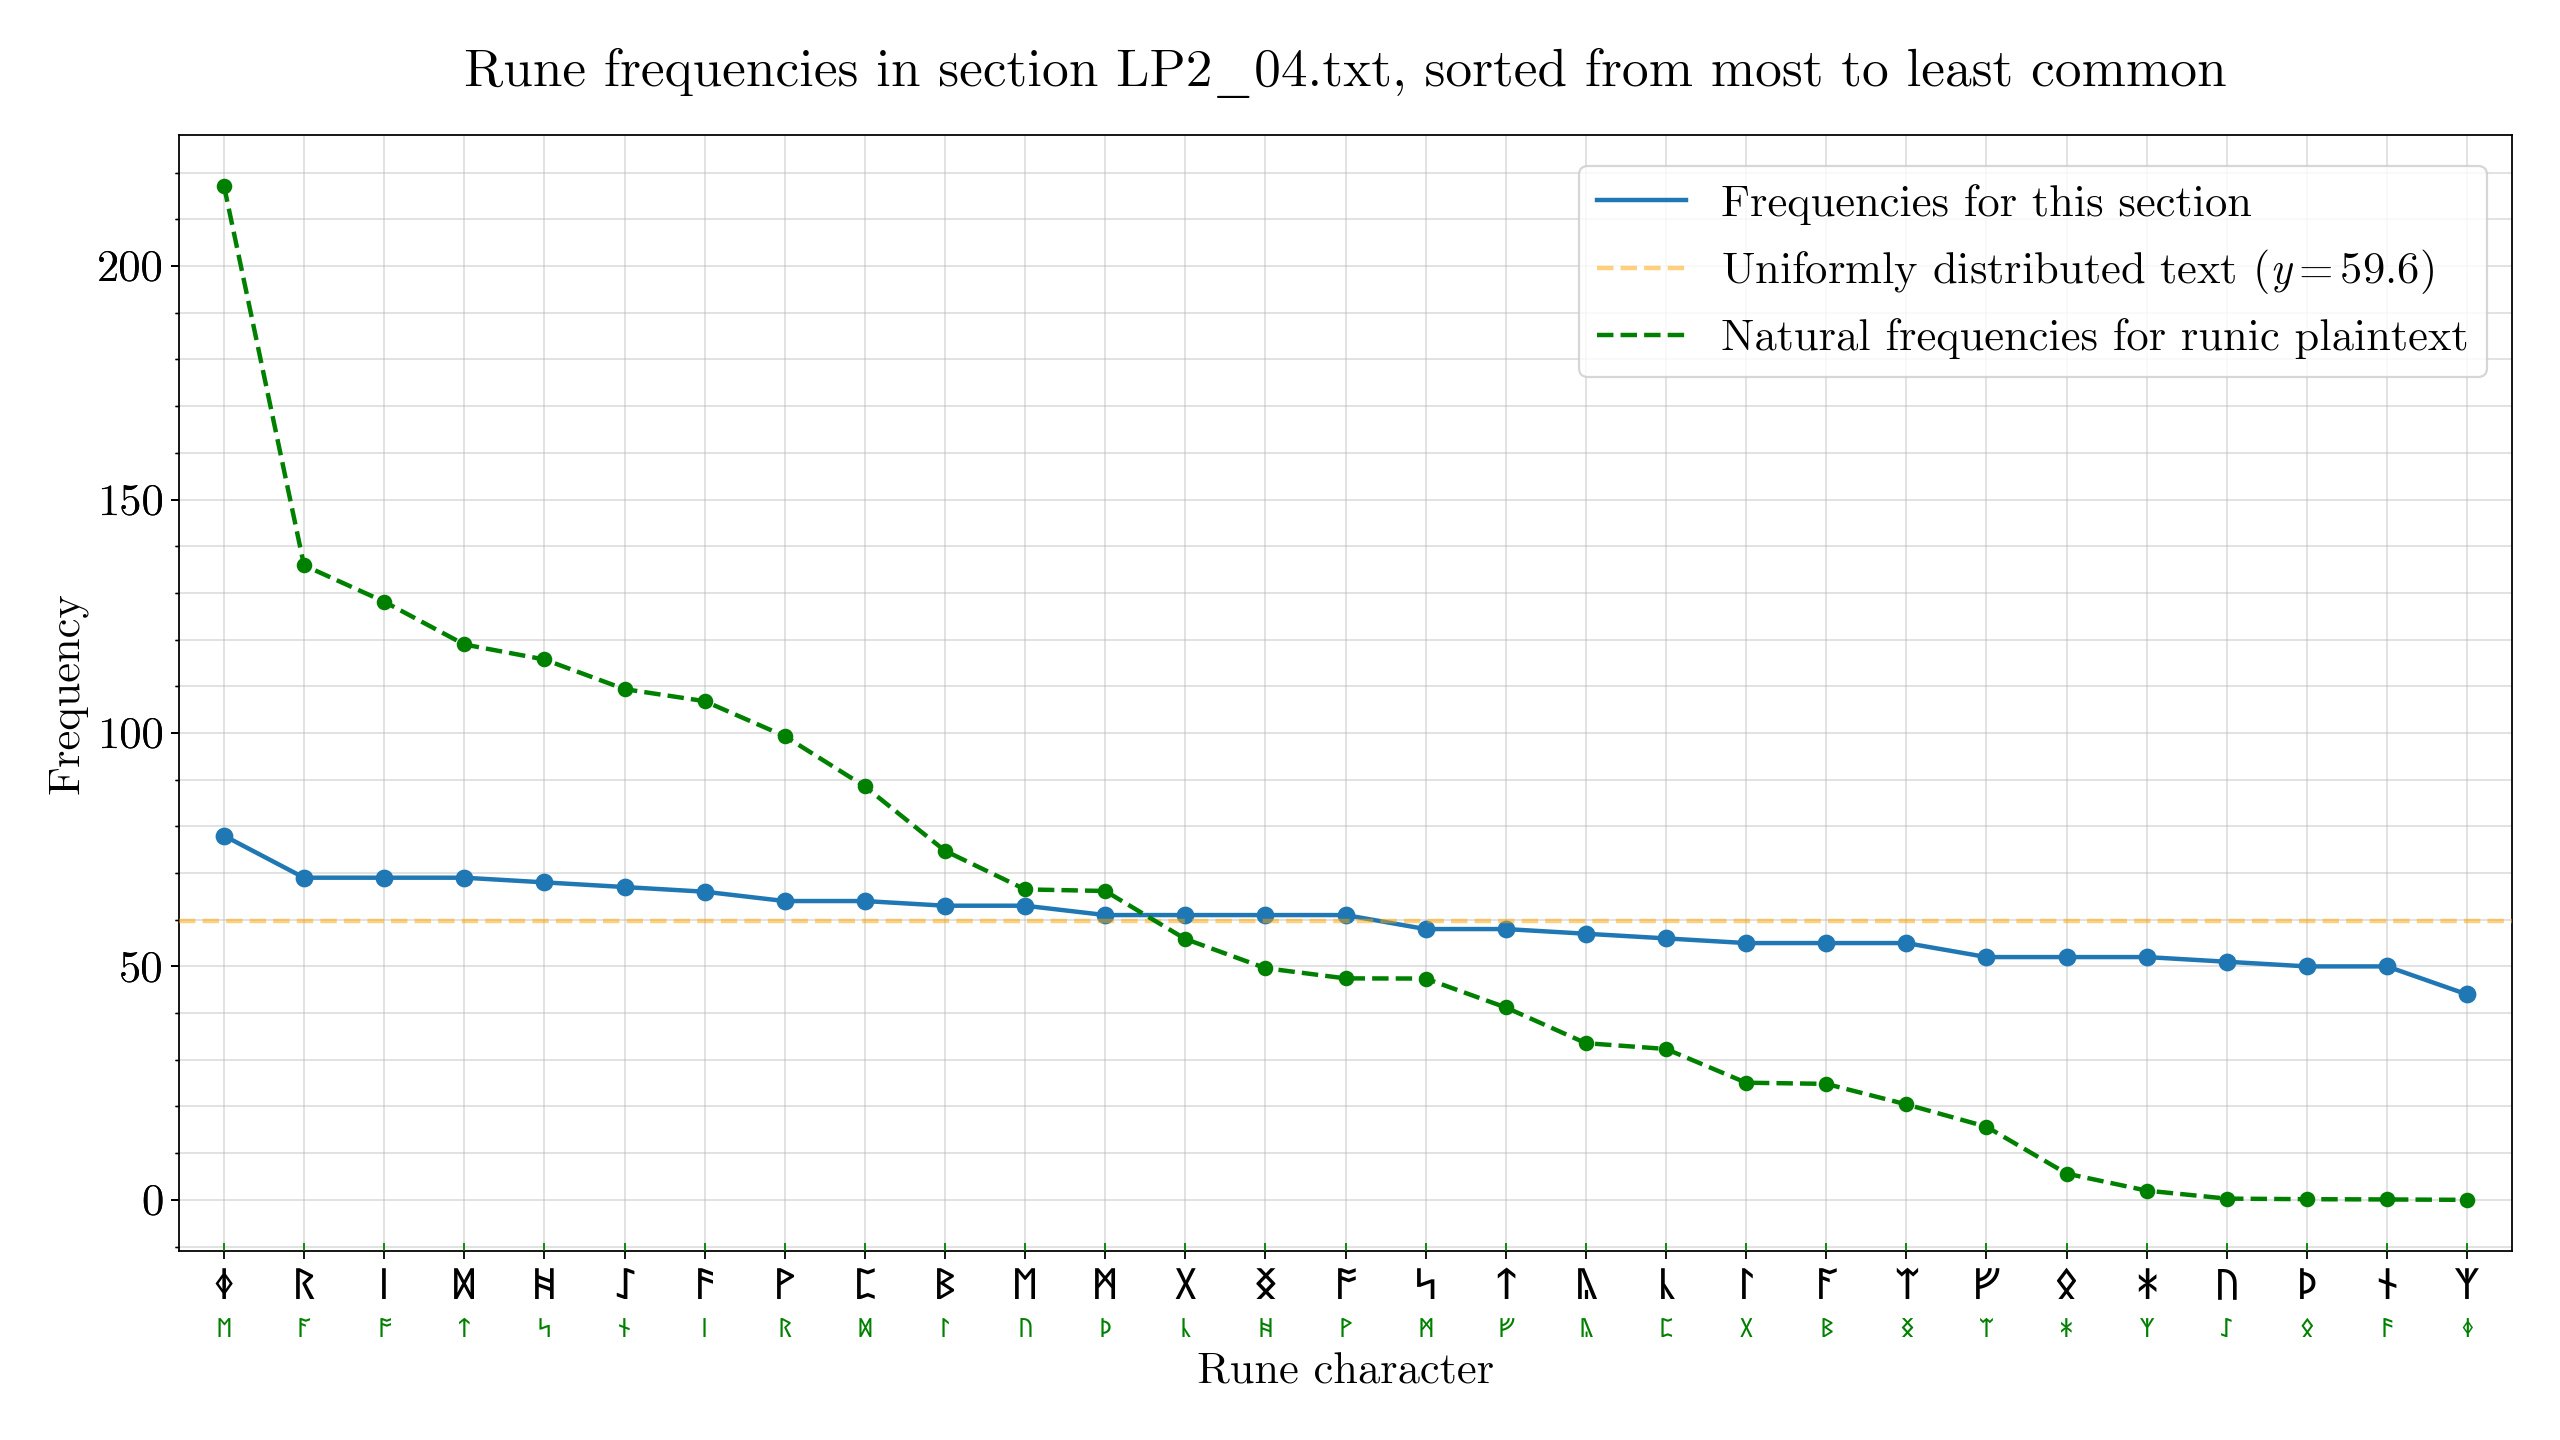 Rune frequencies in section LP2_04.txt, sorted from most to least common
Frequencies for this section
Uniformly distributed text (y = 59.6)
Natural frequencies for runic plaintext
Frequency
200
150
100
50
0
ᛄ ᚱ ᛁ ᛞ ᚻ ᛇ ᚪ ᚹ ᛈ ᛒ ᛖ ᛗ ᚷ ᛝ ᚩ ᛋ ᛏ ᚣ ᚳ ᛚ ᚫ ᛠ ᚠ ᛟ ᛡ ᚢ ᚦ ᚾ ᛉ
ᛖ ᚫ ᚩ ᛏ ᛋ ᚾ ᛁ ᚱ ᛞ ᛚ ᚢ ᚦ ᚳ ᚻ ᚹ ᛗ ᚠ ᚣ ᛈ ᚷ ᛒ ᛝ ᛠ ᛡ ᛉ ᛇ ᛟ ᚪ ᛄ
Rune character